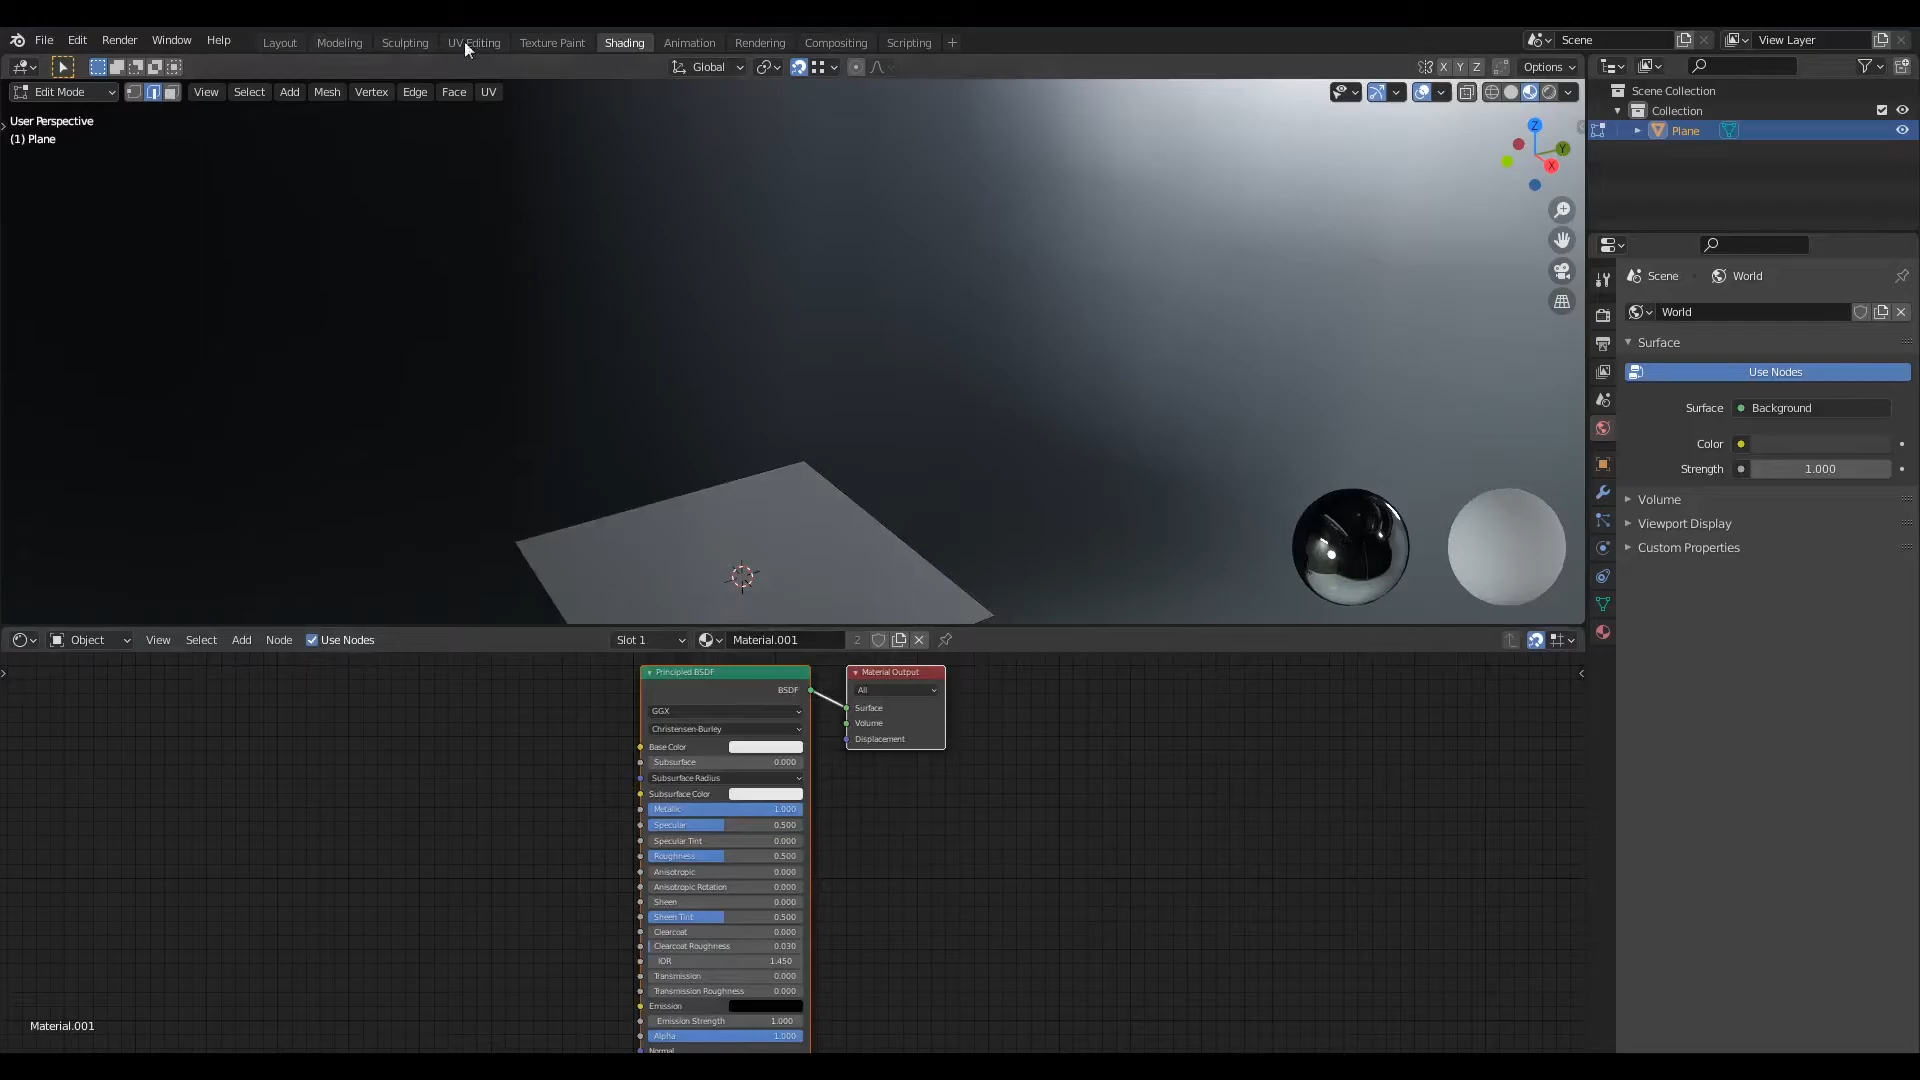 File Edit Render Window Help Layout Modeling Sculpting UV Editing Texture Paint Shading Animation Rendering Compositing Scripting + Scene View Layer
Global X Y Z Options
Edit Mode View Select Add Mesh Vertex Edge Face UV
User Perspective
(1) Plane
Z
Y
X
Scene Collection
Collection
Plane
Scene World
World
Surface
Use Nodes
Surface Background
Color
Strength 1.000
Volume
Viewport Display
Custom Properties
Object View Select Add Node Use Nodes Slot 1 Material.001 2
Principled BSDF
BSDF
GGX
Christensen-Burley
Base Color
Subsurface 0.000
Subsurface Radius
Subsurface Color
Metallic 1.000
Specular 0.500
Specular Tint 0.000
Roughness 0.500
Anisotropic 0.000
Anisotropic Rotation 0.000
Sheen 0.000
Sheen Tint 0.500
Clearcoat 0.000
Clearcoat Roughness 0.030
IOR 1.450
Transmission 0.000
Transmission Roughness 0.000
Emission
Emission Strength 1.000
Alpha 1.000
Normal
Material Output
All
Surface
Volume
Displacement
Material.001